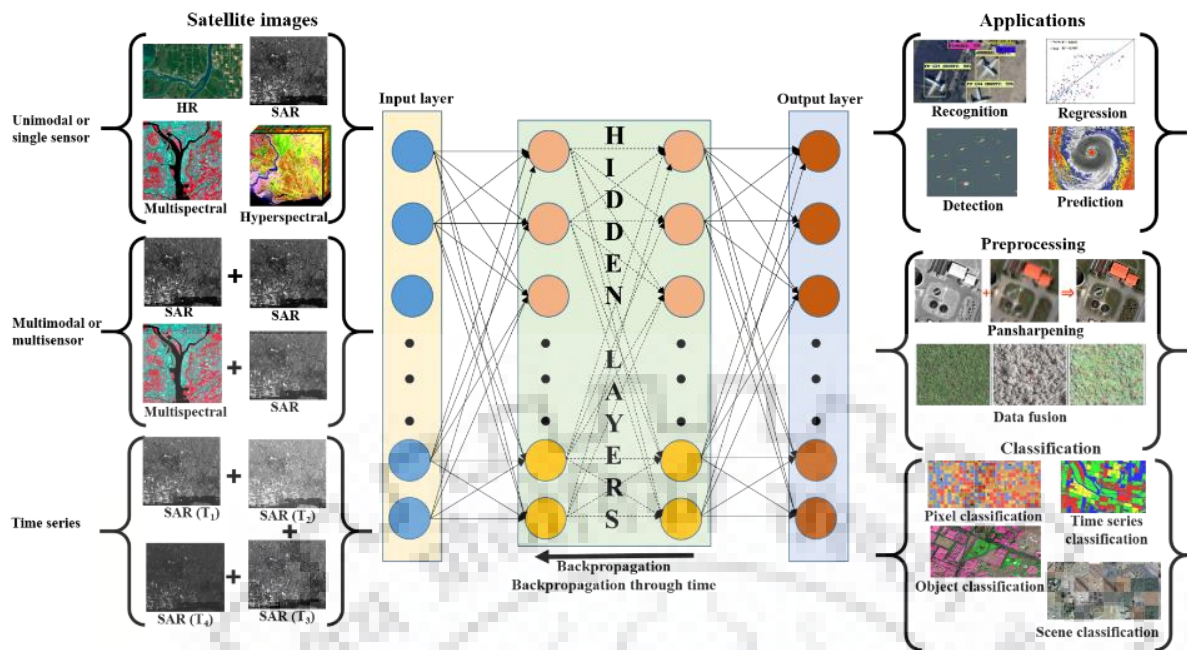 Satellite images
Unimodal or
single sensor
HR
SAR
Multispectral
Hyperspectral
Multimodal or
multisensor
SAR
+
SAR
Multispectral
+
SAR
Time series
SAR (T₁)
+
SAR (T₂)
+
SAR (T₄)
+
SAR (T₃)
Input layer
HIDDEN LAYERS
Output layer
Backpropagation
Backpropagation through time
Applications
Recognition
Regression
Detection
Prediction
Preprocessing
+ ⇒
Pansharpening
Data fusion
Classification
Pixel classification
Time series
classification
Object classification
Scene classification